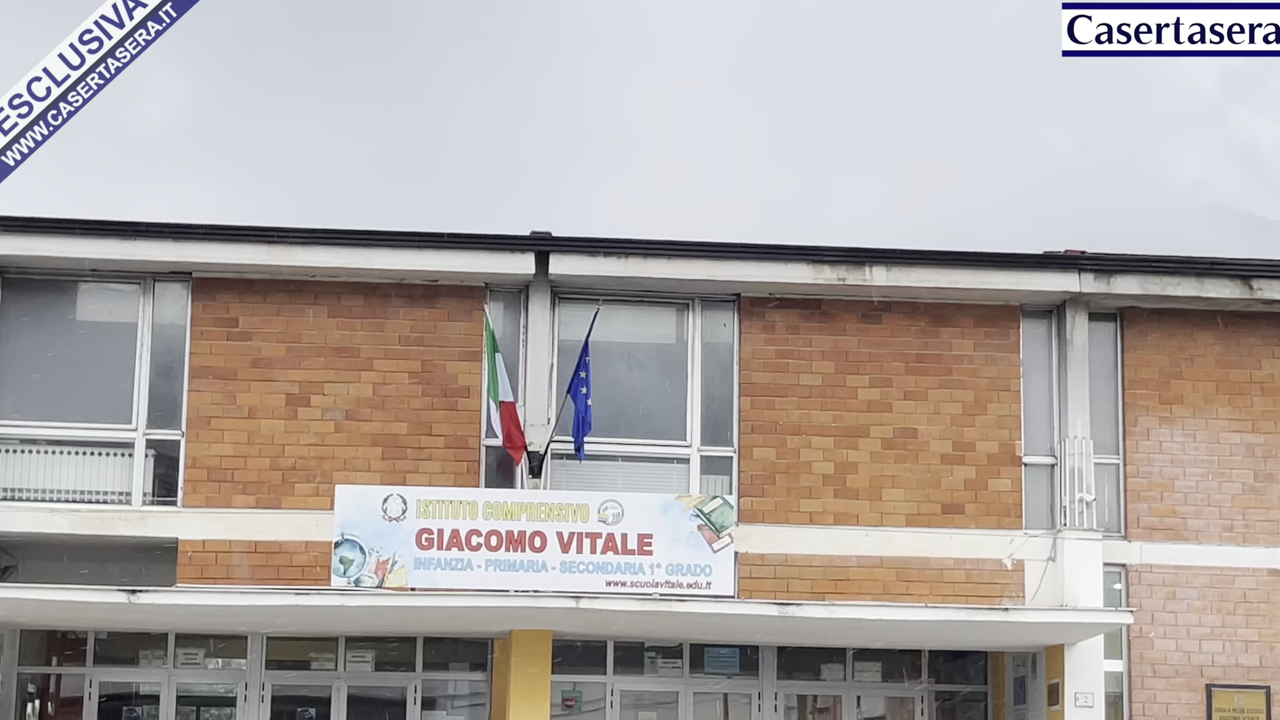 ESCLUSIVA
WWW.CASERTASERA.IT
Casertasera
ISTITUTO COMPRENSIVO
GIACOMO VITALE
INFANZIA - PRIMARIA - SECONDARIA 1° GRADO
www.scuolavitale.edu.it